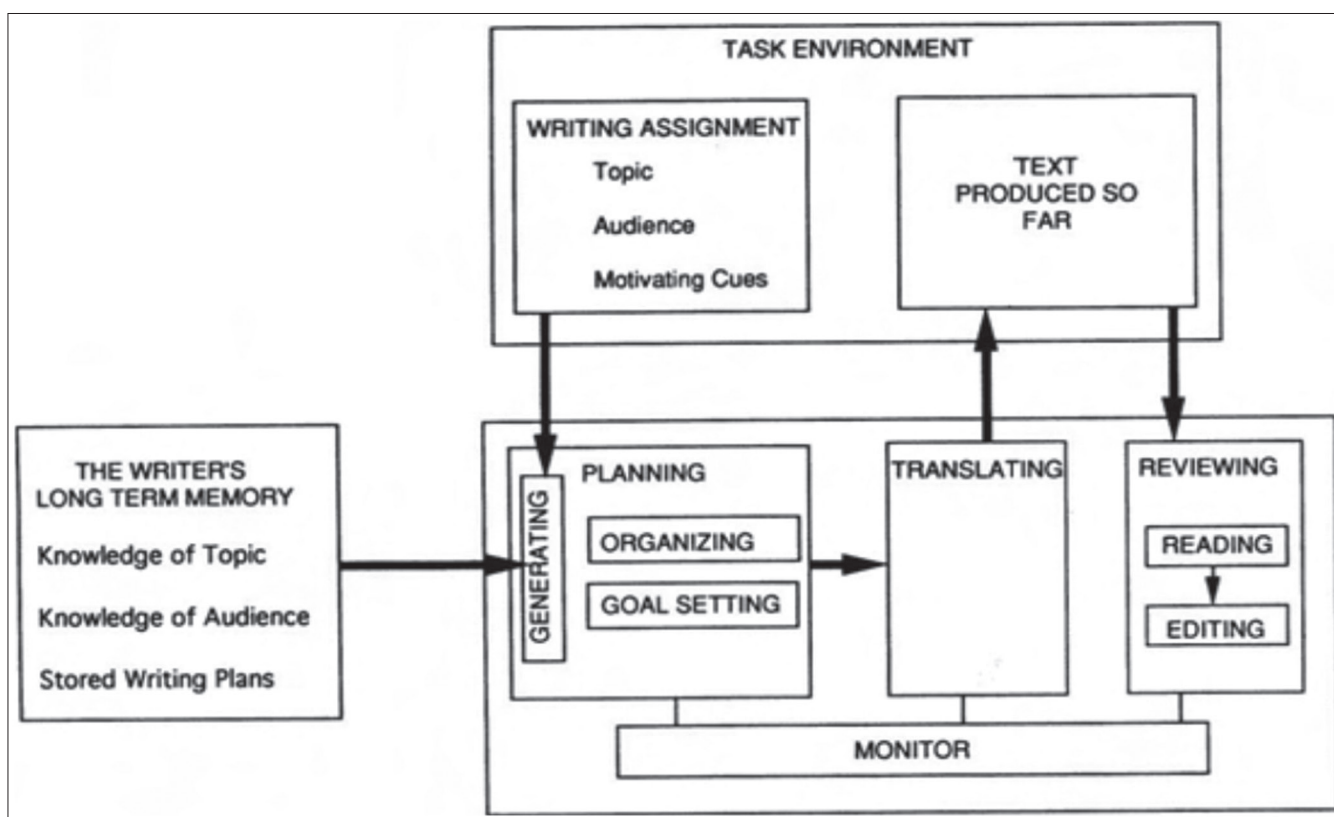 TASK ENVIRONMENT
WRITING ASSIGNMENT
Topic
Audience
Motivating Cues
TEXT
PRODUCED SO
FAR
THE WRITER'S
LONG TERM MEMORY
Knowledge of Topic
Knowledge of Audience
Stored Writing Plans
GENERATING
PLANNING
ORGANIZING
GOAL SETTING
TRANSLATING
REVIEWING
READING
EDITING
MONITOR